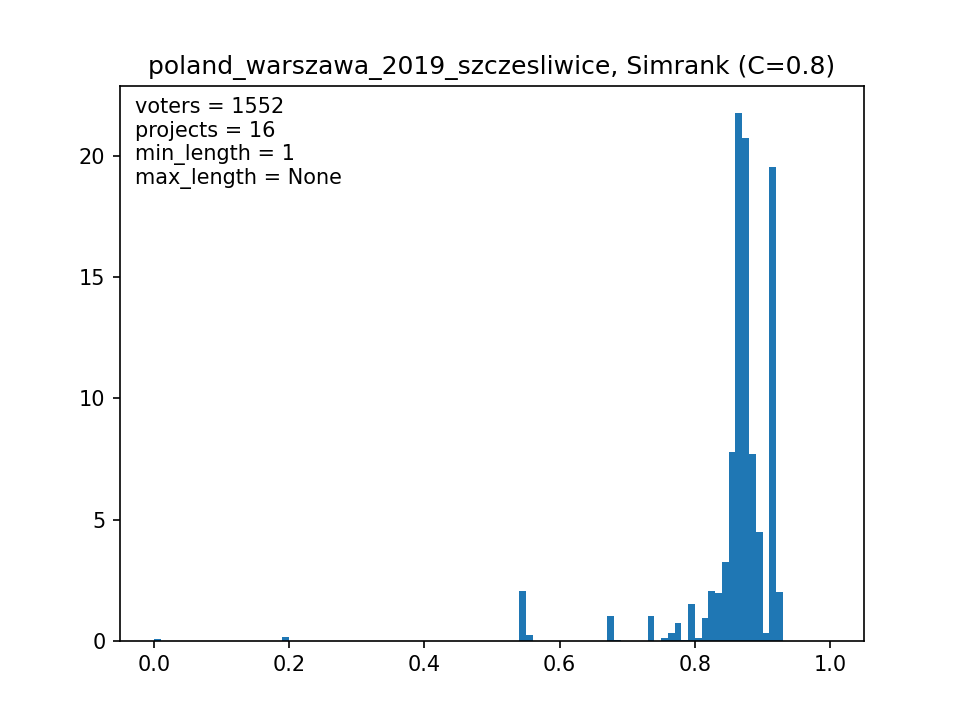 poland_warszawa_2019_szczesliwice, Simrank (C=0.8)
voters = 1552
projects = 16
min_length = 1
max_length = None
20
15
10
5
0
0.0 0.2 0.4 0.6 0.8 1.0